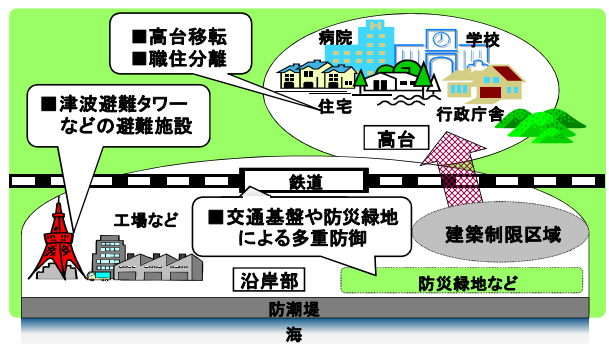 ■高台移転
■職住分離
病院
学校
住宅
行政庁舎
高台
■津波避難タワー
などの避難施設
鉄道
工場など
■交通基盤や防災緑地
による多重防御
建築制限区域
沿岸部
防災緑地など
防潮堤
海